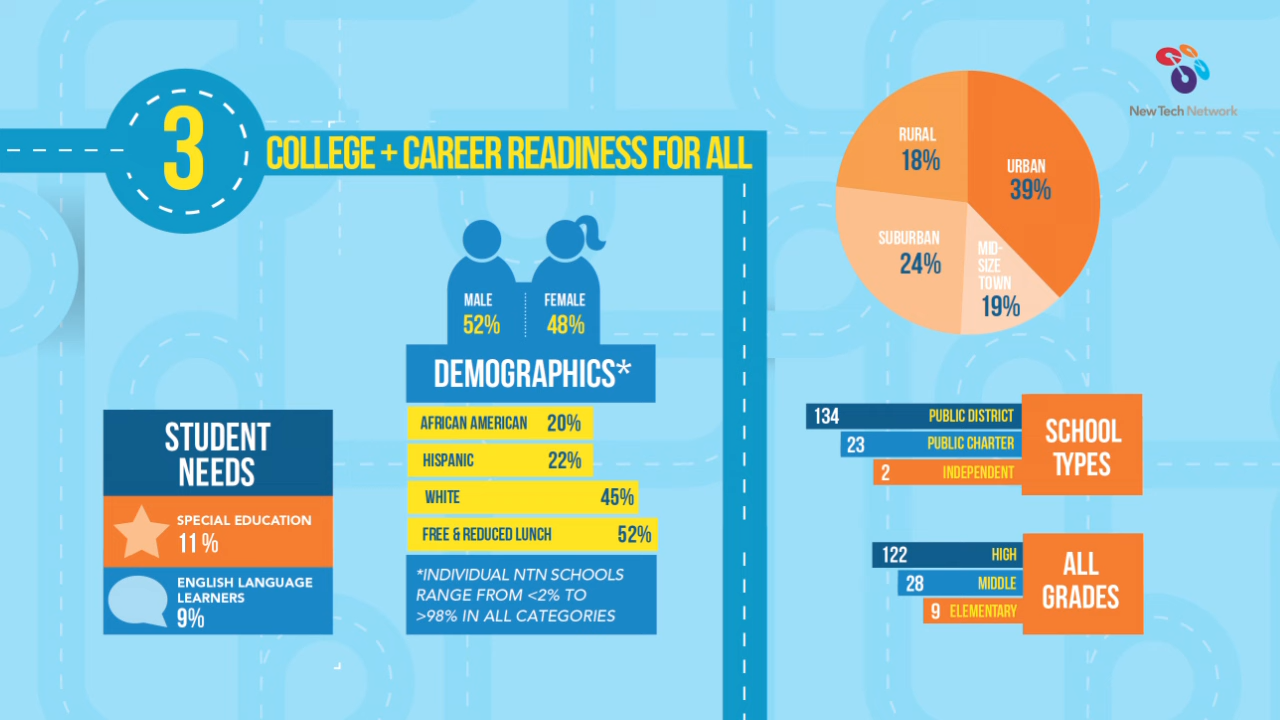 3
COLLEGE + CAREER READINESS FOR ALL
New Tech Network
RURAL
18%
URBAN
39%
SUBURBAN
24%
MID-
SIZE
TOWN
19%
MALE
52%
FEMALE
48%
DEMOGRAPHICS*
AFRICAN AMERICAN 20%
HISPANIC 22%
WHITE 45%
FREE & REDUCED LUNCH 52%
*INDIVIDUAL NTN SCHOOLS
RANGE FROM <2% TO
>98% IN ALL CATEGORIES
STUDENT
NEEDS
SPECIAL EDUCATION
11%
ENGLISH LANGUAGE
LEARNERS
9%
134 PUBLIC DISTRICT
23 PUBLIC CHARTER
2 INDEPENDENT
SCHOOL
TYPES
122 HIGH
28 MIDDLE
9 ELEMENTARY
ALL
GRADES